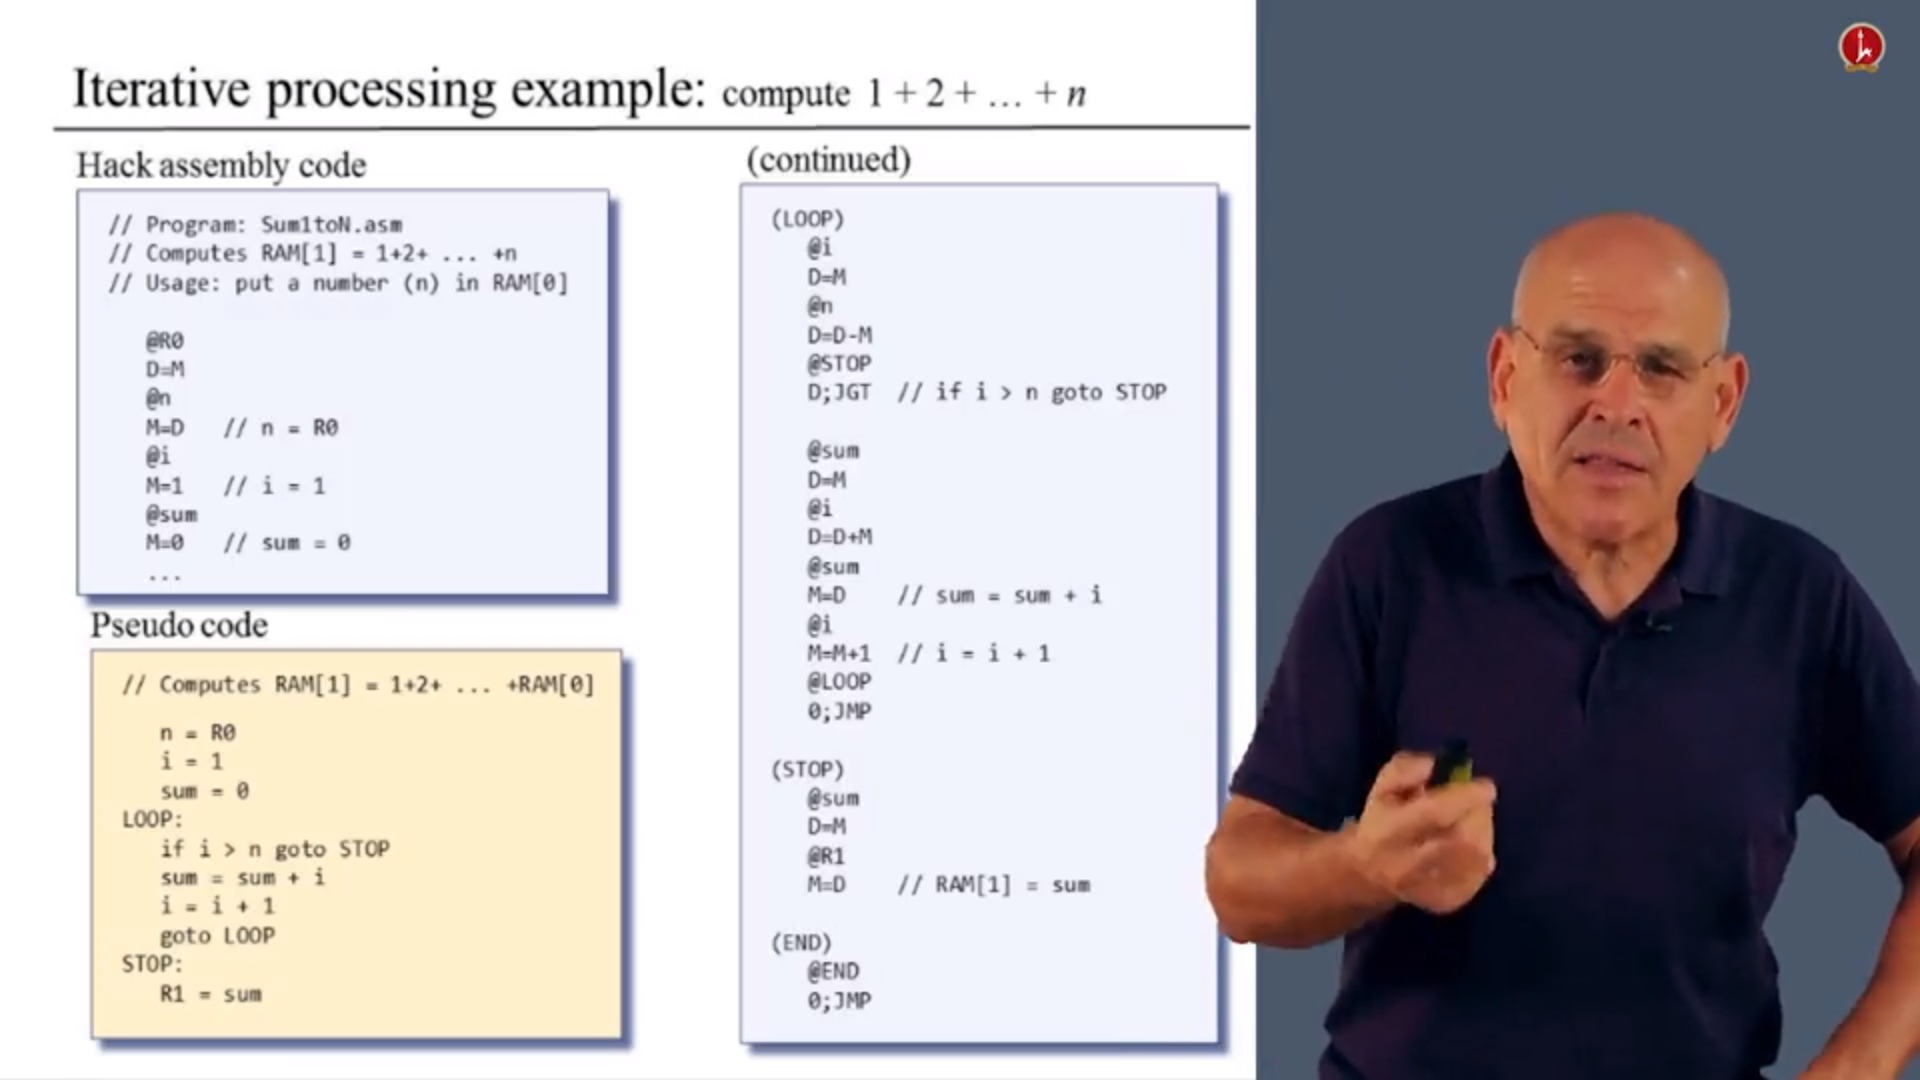 Iterative processing example: compute 1 + 2 + … + n
Hack assembly code
// Program: Sum1toN.asm
// Computes RAM[1] = 1+2+ ... +n
// Usage: put a number (n) in RAM[0]
@R0
D=M
@n
M=D // n = R0
@i
M=1 // i = 1
@sum
M=0 // sum = 0
...
Pseudo code
// Computes RAM[1] = 1+2+ ... +RAM[0]
n = R0
i = 1
sum = 0
LOOP:
if i > n goto STOP
sum = sum + i
i = i + 1
goto LOOP
STOP:
R1 = sum
(continued)
(LOOP)
@i
D=M
@n
D=D-M
@STOP
D;JGT // if i > n goto STOP
@sum
D=M
@i
D=D+M
@sum
M=D // sum = sum + i
@i
M=M+1 // i = i + 1
@LOOP
0;JMP
(STOP)
@sum
D=M
@R1
M=D // RAM[1] = sum
(END)
@END
0;JMP